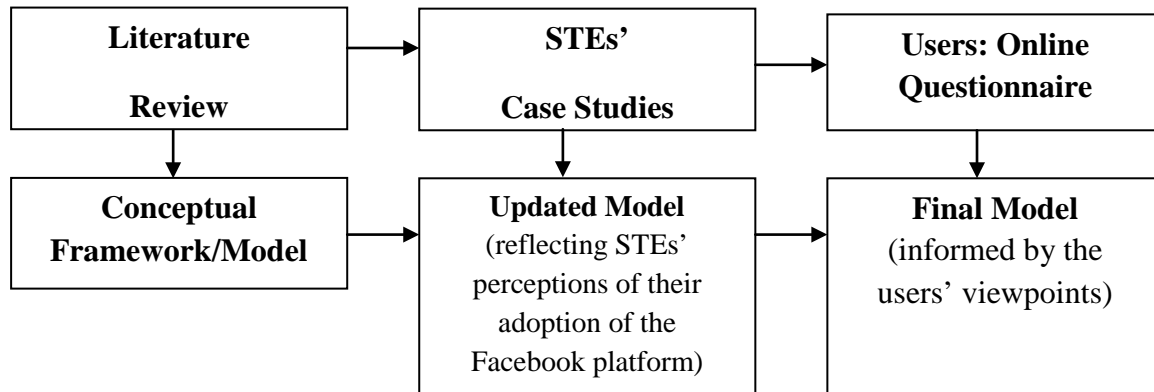 Literature
Review
STEs’
Case Studies
Users: Online
Questionnaire
Conceptual
Framework/Model
Updated Model
(reflecting STEs’
perceptions of their
adoption of the
Facebook platform)
Final Model
(informed by the
users’ viewpoints)